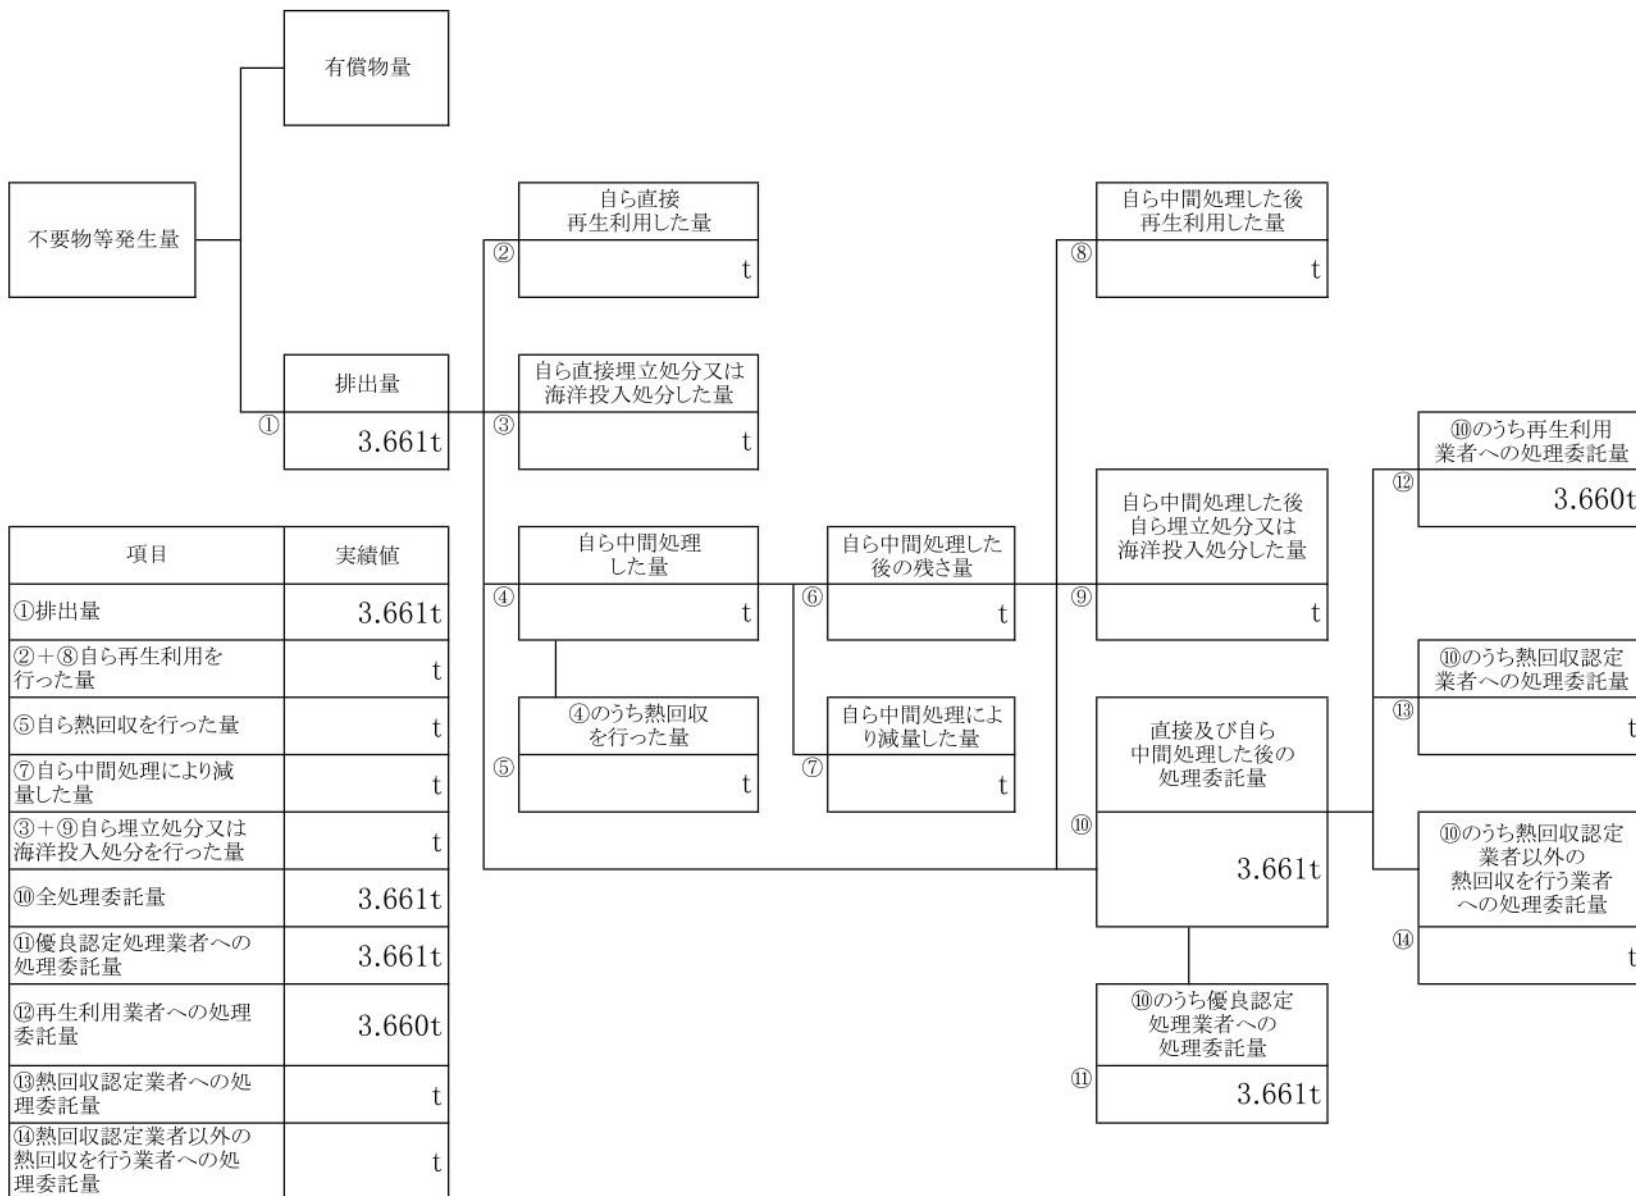 有償物量
不要物等発生量
排出量
①
3.661t
自ら直接
再生利用した量
②
t
自ら直接埋立処分又は
海洋投入処分した量
③
t
自ら中間処理
した量
④
t
④のうち熱回収
を行った量
⑤
t
自ら中間処理した
後の残さ量
⑥
t
自ら中間処理によ
り減量した量
⑦
t
自ら中間処理した後
再生利用した量
⑧
t
自ら中間処理した後
自ら埋立処分又は
海洋投入処分した量
⑨
t
直接及び自ら
中間処理した後の
処理委託量
⑩
3.661t
⑩のうち優良認定
処理業者への
処理委託量
⑪
3.661t
⑩のうち再生利用
業者への処理委託量
⑫
3.660t
⑩のうち熱回収認定
業者への処理委託量
⑬
t
⑩のうち熱回収認定
業者以外の
熱回収を行う業者
への処理委託量
⑭
t
項目 実績値
①排出量 3.661t
②+⑧自ら再生利用を
行った量 t
⑤自ら熱回収を行った量 t
⑦自ら中間処理により減
量した量 t
③+⑨自ら埋立処分又は
海洋投入処分を行った量 t
⑩全処理委託量 3.661t
⑪優良認定処理業者への
処理委託量 3.661t
⑫再生利用業者への処理
委託量 3.660t
⑬熱回収認定業者への処
理委託量 t
⑭熱回収認定業者以外の
熱回収を行う業者への処
理委託量 t